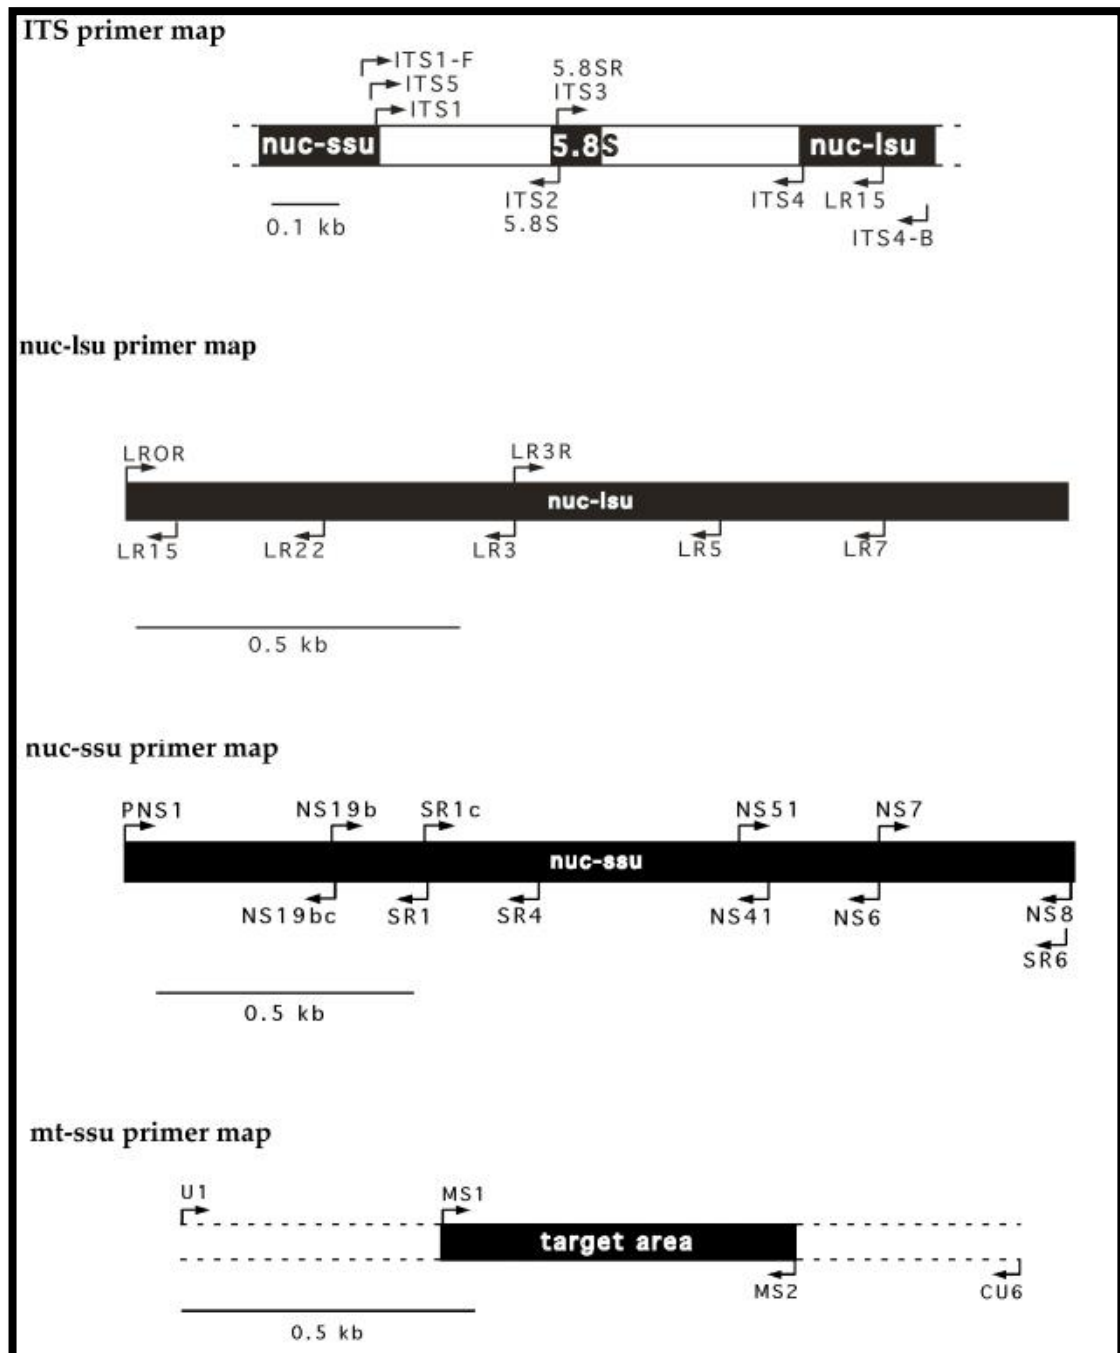 ITS primer map
ITS1-F
ITS5
ITS1
5.8SR
ITS3
nuc-ssu
5.8S
nuc-lsu
ITS2
5.8S
ITS4
LR15
ITS4-B
0.1 kb
nuc-lsu primer map
LROR
LR3R
nuc-lsu
LR15
LR22
LR3
LR5
LR7
0.5 kb
nuc-ssu primer map
PNS1
NS19b
SR1c
NS51
NS7
nuc-ssu
NS19bc
SR1
SR4
NS41
NS6
NS8
SR6
0.5 kb
mt-ssu primer map
U1
MS1
target area
MS2
CU6
0.5 kb